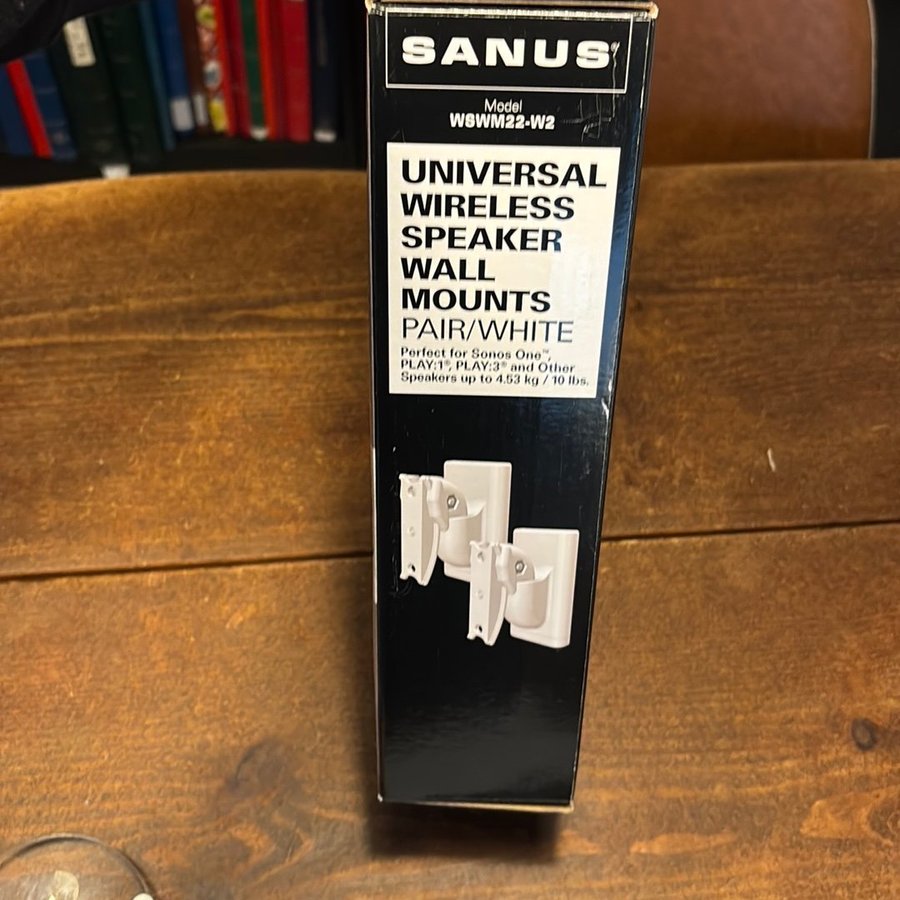 SANUS
Model
WSWM22-W2
UNIVERSAL
WIRELESS
SPEAKER
WALL
MOUNTS
PAIR/WHITE
Perfect for Sonos One™,
PLAY:1®, PLAY:3® and Other
Speakers up to 4.53 kg / 10 lbs.